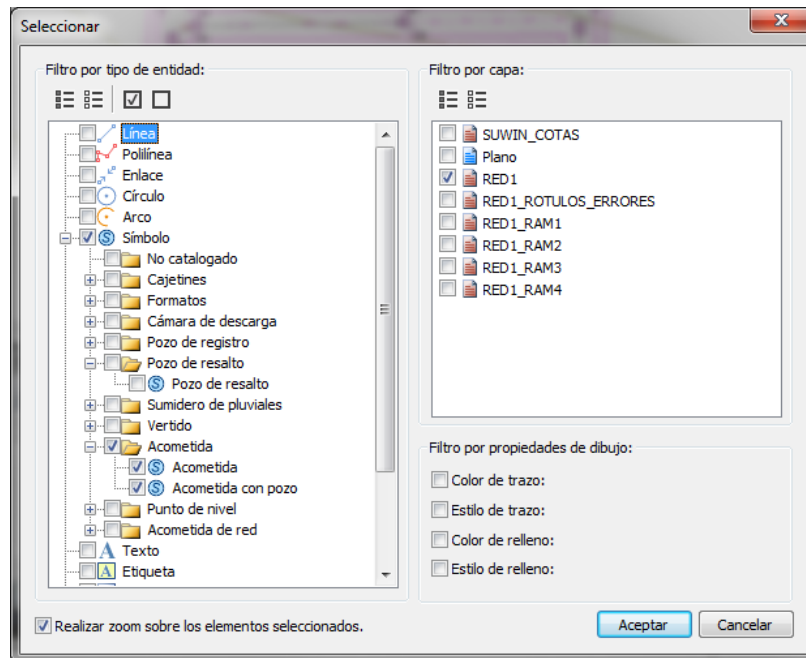 Seleccionar
Filtro por tipo de entidad:
Línea
Polilínea
Enlace
Círculo
Arco
Símbolo
No catalogado
Cajetines
Formatos
Cámara de descarga
Pozo de registro
Pozo de resalto
Pozo de resalto
Sumidero de pluviales
Vertido
Acometida
Acometida
Acometida con pozo
Punto de nivel
Acometida de red
Texto
Etiqueta
Filtro por capa:
SUWIN_COTAS
Plano
RED1
RED1_ROTULOS_ERRORES
RED1_RAM1
RED1_RAM2
RED1_RAM3
RED1_RAM4
Filtro por propiedades de dibujo:
Color de trazo:
Estilo de trazo:
Color de relleno:
Estilo de relleno:
Realizar zoom sobre los elementos seleccionados.
Aceptar
Cancelar